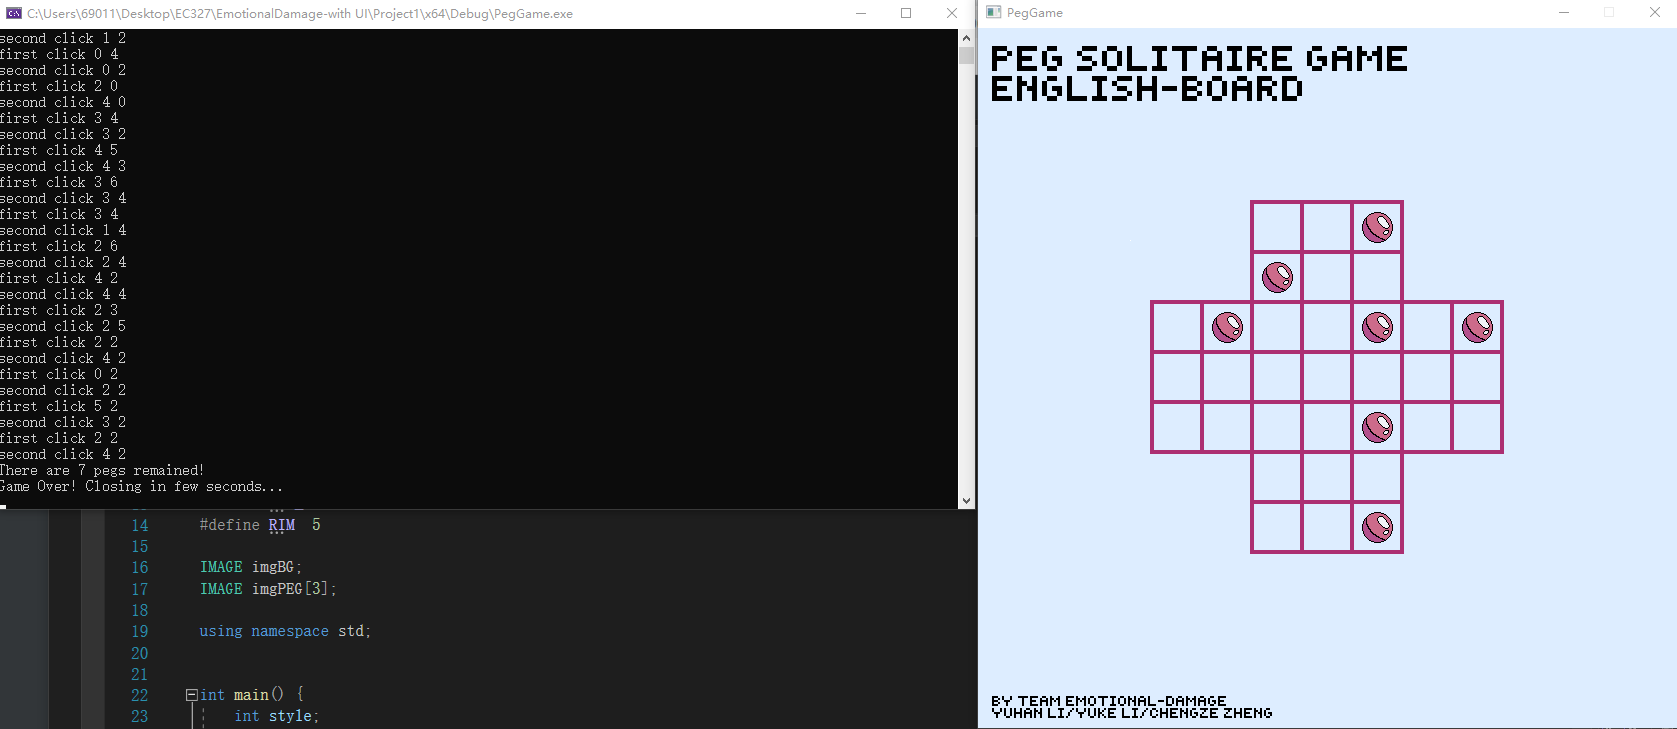 C:\Users\69011\Desktop\EC327\EmotionalDamage-with UI\Project1\x64\Debug\PegGame.exe
second click 1 2
first click 0 4
second click 0 2
first click 2 0
second click 4 0
first click 3 4
second click 3 2
first click 4 5
second click 4 3
first click 3 6
second click 3 4
first click 3 4
second click 1 4
first click 2 6
second click 2 4
first click 4 2
second click 4 4
first click 2 3
second click 2 5
first click 2 2
second click 4 2
first click 0 2
second click 2 2
first click 5 2
second click 3 2
first click 2 2
second click 4 2
There are 7 pegs remained!
Game Over! Closing in few seconds...
14 #define RIM 5
15
16 IMAGE imgBG;
17 IMAGE imgPEG[3];
18
19 using namespace std;
20
21
22 int main() {
23 int style;
PegGame
PEG SOLITAIRE GAME
ENGLISH-BOARD
BY TEAM EMOTIONAL-DAMAGE
YUHAN LI/YUKE LI/CHENGZE ZHENG